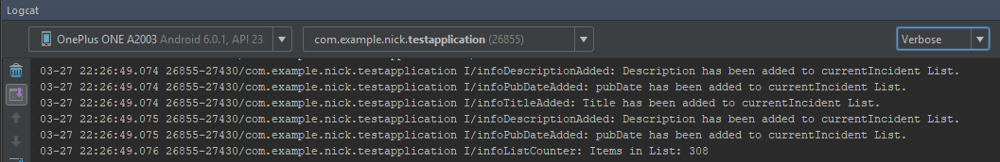 Logcat
OnePlus ONE A2003 Android 6.0.1, API 23
com.example.nick.testapplication (26855)
Verbose
03-27 22:26:49.074 26855-27430/com.example.nick.testapplication I/infoDescriptionAdded: Description has been added to currentIncident List.
03-27 22:26:49.074 26855-27430/com.example.nick.testapplication I/infoPubDateAdded: pubDate has been added to currentIncident List.
03-27 22:26:49.074 26855-27430/com.example.nick.testapplication I/infoTitleAdded: Title has been added to currentIncident List.
03-27 22:26:49.075 26855-27430/com.example.nick.testapplication I/infoDescriptionAdded: Description has been added to currentIncident List.
03-27 22:26:49.075 26855-27430/com.example.nick.testapplication I/infoPubDateAdded: pubDate has been added to currentIncident List.
03-27 22:26:49.076 26855-27430/com.example.nick.testapplication I/infoListCounter: Items in List: 308